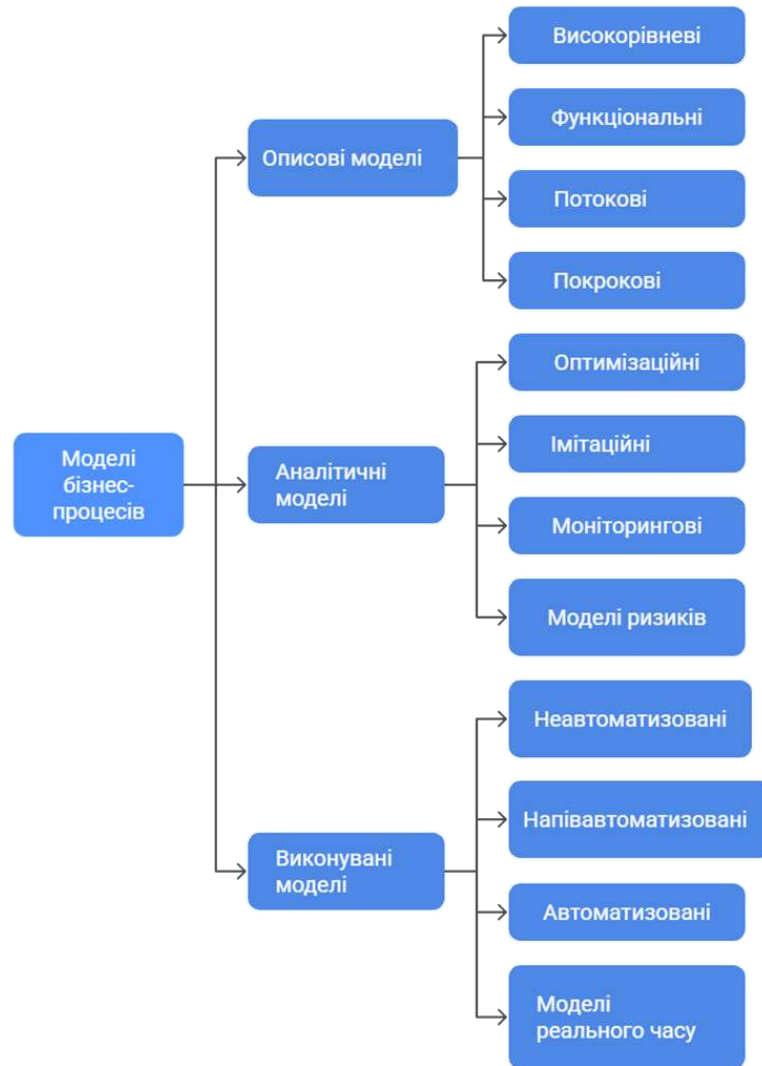 Моделі
бізнес-
процесів
Описові моделі
Високорівневі
Функціональні
Потокові
Покрокові
Аналітичні
моделі
Оптимізаційні
Імітаційні
Моніторингові
Моделі ризиків
Виконувані
моделі
Неавтоматизовані
Напівавтоматизовані
Автоматизовані
Моделі
реального часу